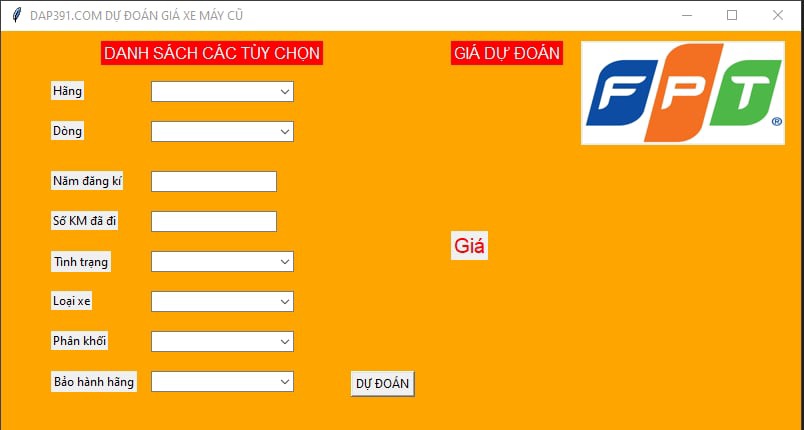 DAP391.COM DỰ ĐOÁN GIÁ XE MÁY CŨ
DANH SÁCH CÁC TÙY CHỌN
GIÁ DỰ ĐOÁN
FPT®
Hãng
Dòng
Năm đăng kí
Số KM đã đi
Giá
Tình trạng
Loại xe
Phân khối
Bảo hành hãng
DỰ ĐOÁN